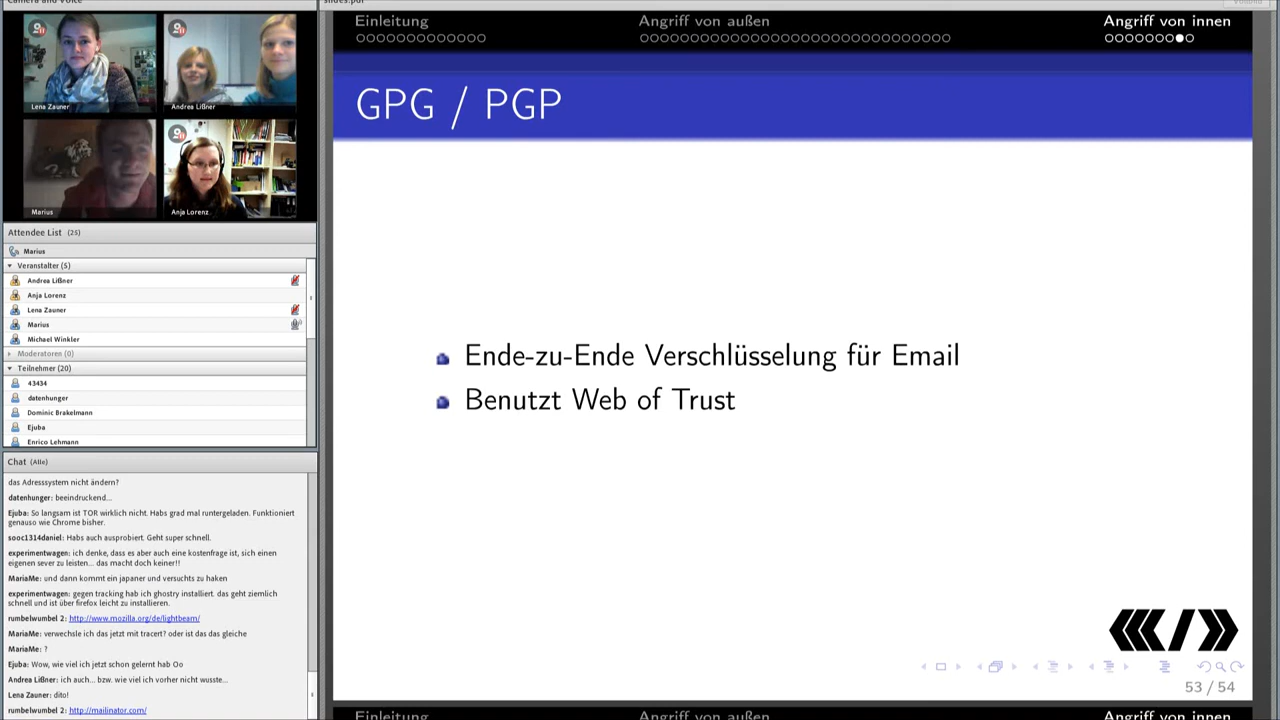 Camera and Voice
slides.pdf
Vollbild
Lena Zauner
Andrea Lißner
Marius
Anja Lorenz
Attendee List (25)
Marius
Veranstalter (5)
Andrea Lißner
Anja Lorenz
Lena Zauner
Marius
Michael Winkler
Moderatoren (0)
Teilnehmer (20)
43434
datenhunger
Dominic Brakelmann
Ejuba
Enrico Lehmann
Chat (Alle)
das Adresssystem nicht ändern?
datenhunger: beeindruckend...
Ejuba: So langsam ist TOR wirklich nicht. Habs grad mal runtergeladen. Funktioniert
genauso wie Chrome bisher.
sooc1314daniel: Habs auch ausprobiert. Geht super schnell.
experimentwagen: ich denke, dass es aber auch eine kostenfrage ist, sich einen
eigenen sever zu leisten... das macht doch keiner!!
MariaMe: und dann kommt ein japaner und versuchts zu haken
experimentwagen: gegen tracking hab ich ghostry installiert. das geht ziemlich
schnell und ist über firefox leicht zu installieren.
rumbelwumbel 2: http://www.mozilla.org/de/lightbeam/
MariaMe: verwechsle ich das jetzt mit tracert? oder ist das das gleiche
MariaMe: ?
Ejuba: Wow, wie viel ich jetzt schon gelernt hab Oo
Andrea Lißner: ich auch... bzw. wie viel ich vorher nicht wusste...
Lena Zauner: dito!
rumbelwumbel 2: http://mailinator.com/
Einleitung
Angriff von außen
Angriff von innen
GPG / PGP
Ende-zu-Ende Verschlüsselung für Email
Benutzt Web of Trust
53 / 54
Einleitung
Angriff von außen
Angriff von innen